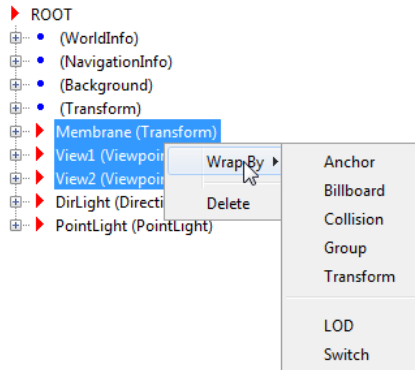 ROOT
(WorldInfo)
(NavigationInfo)
(Background)
(Transform)
Membrane (Transform)
View1 (Viewpoi
View2 (Viewpoi
DirLight (Directi
PointLight (PointLight)
Wrap By
Delete
Anchor
Billboard
Collision
Group
Transform
LOD
Switch